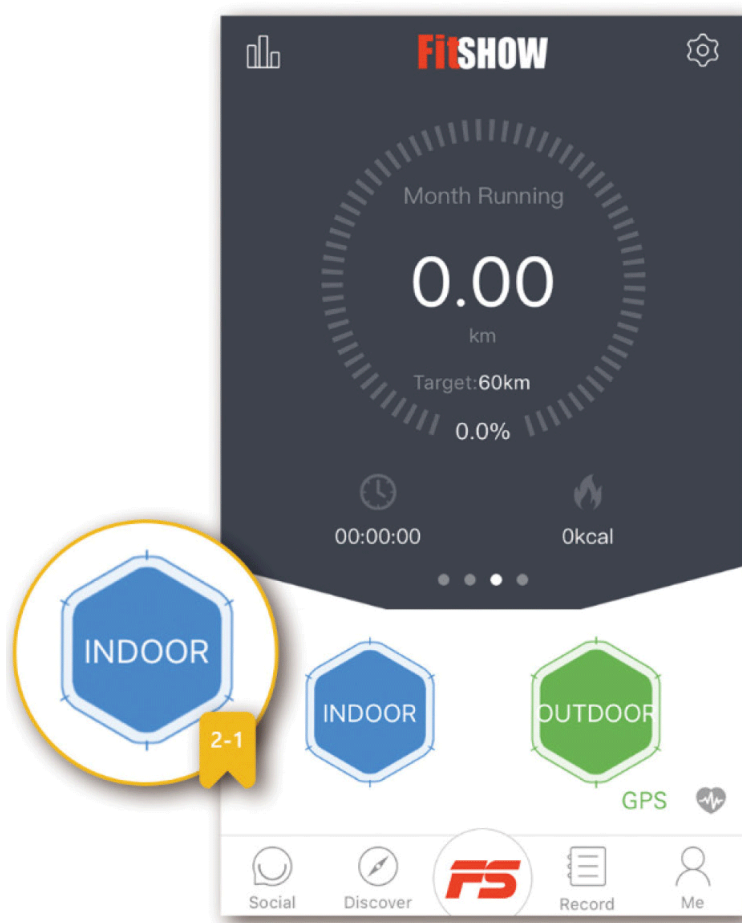 FitSHOW
Month Running
0.00
km
Target:60km
0.0%
00:00:00
0kcal
INDOOR
2-1
INDOOR
OUTDOOR
GPS
FS
Social
Discover
Record
Me